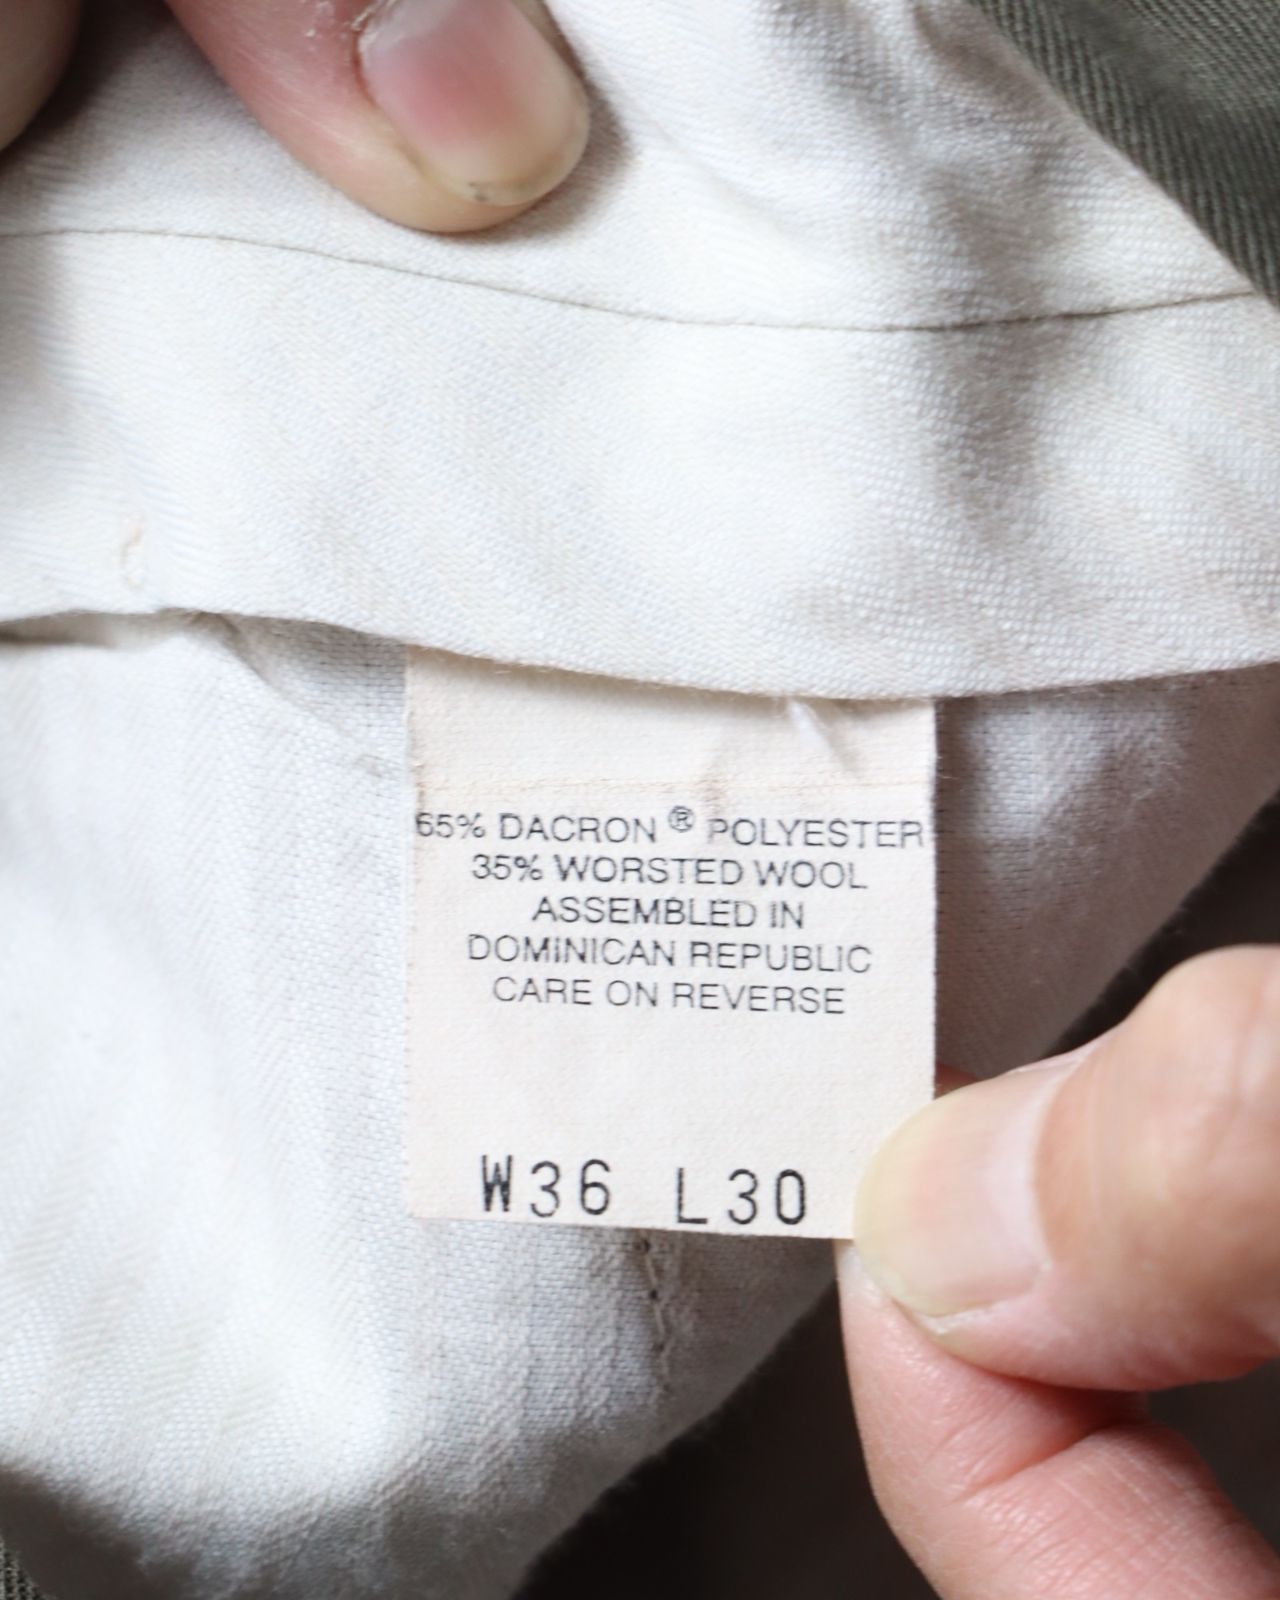 65% DACRON ® POLYESTER
35% WORSTED WOOL
ASSEMBLED IN
DOMINICAN REPUBLIC
CARE ON REVERSE
W36 L30